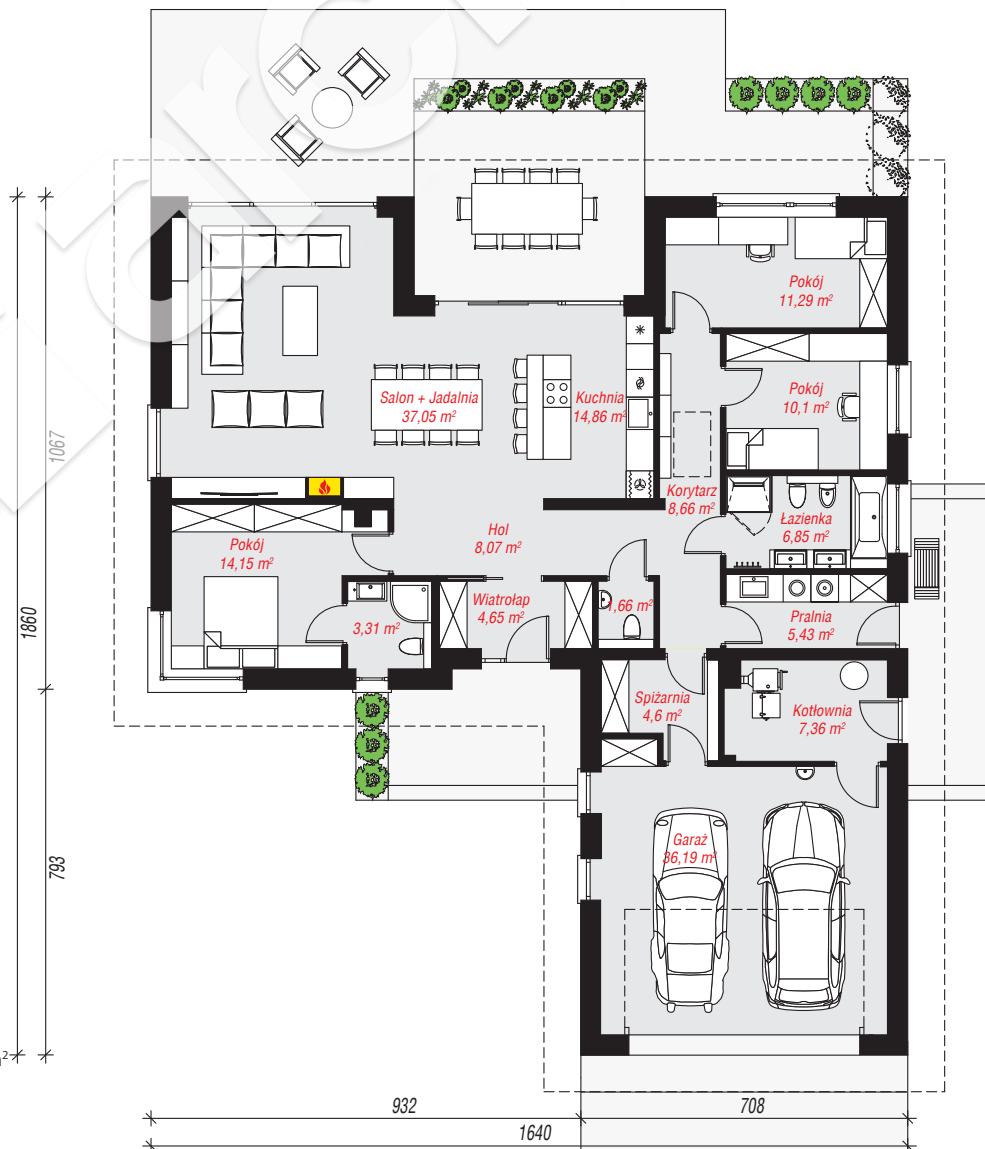 Pokój
11,29 m²
Pokój
10,1 m²
Salon + Jadalnia
37,05 m²
Kuchnia
14,86 m²
Korytarz
8,66 m²
Łazienka
6,85 m²
Hol
8,07 m²
Pokój
14,15 m²
Wiatrołap
4,65 m²
1,66 m²
3,31 m²
Pralnia
5,43 m²
Spiżarnia
4,6 m²
Kotłownia
7,36 m²
Garaż
36,19 m²
1067
1860
793
932
708
1640